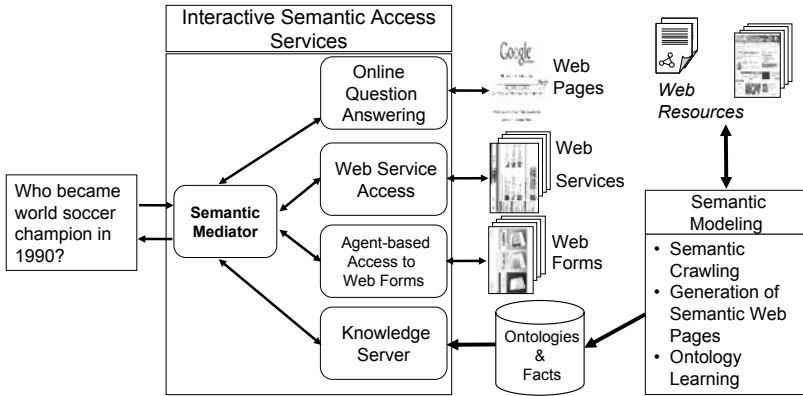 Interactive Semantic Access
Services
Online
Question
Answering
Google
Web
Pages
Web
Resources
Who became
world soccer
champion in
1990?
Semantic
Mediator
Web Service
Access
Web
Services
Agent-based
Access to
Web Forms
Web
Forms
Knowledge
Server
Ontologies
&
Facts
Semantic
Modeling
• Semantic
Crawling
• Generation of
Semantic Web
Pages
• Ontology
Learning